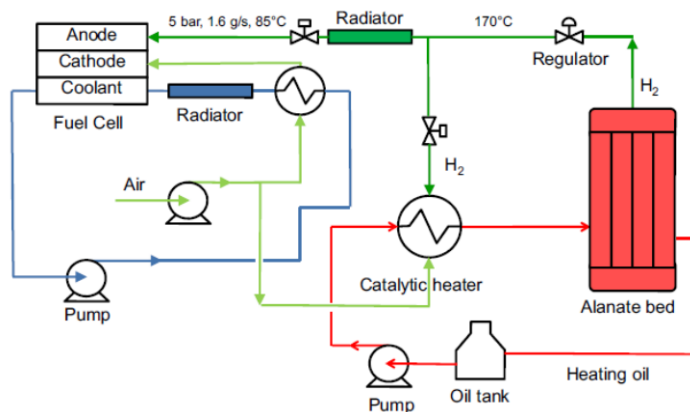 5 bar, 1.6 g/s, 85°C
Radiator
170°C
Anode
Cathode
Coolant
Fuel Cell
Radiator
Regulator
H2
Air
H2
Catalytic heater
Alanate bed
Pump
Oil tank
Heating oil
Pump